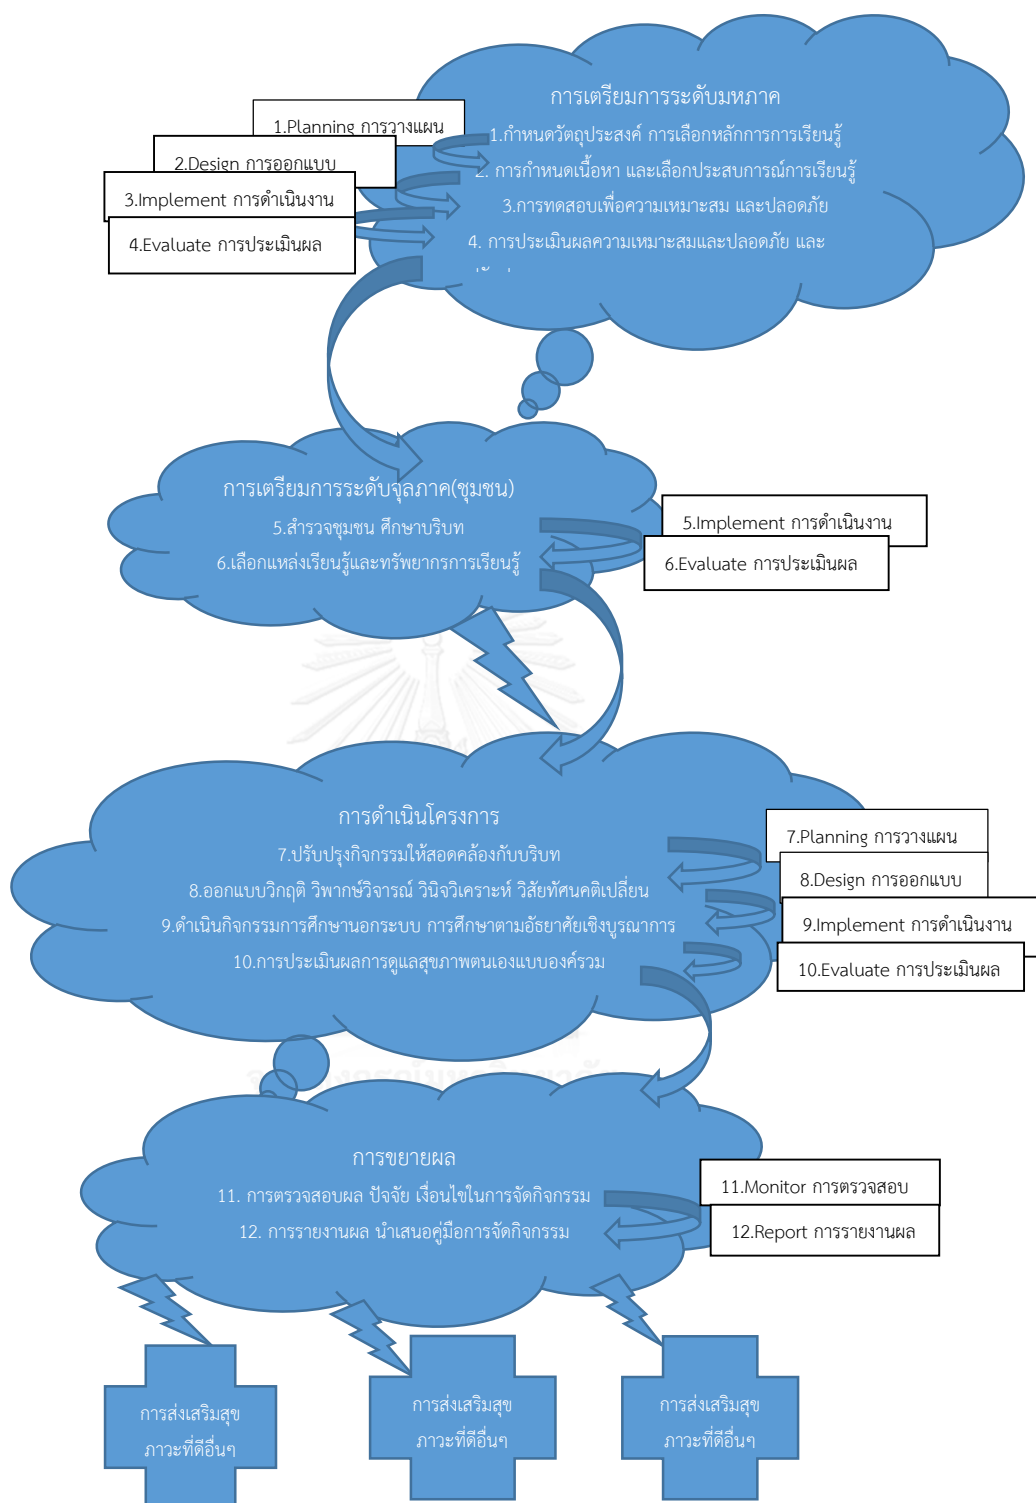 การเตรียมการระดับมหภาค
1.Planning การวางแผน
1.กำหนดวัตถุประสงค์ การเลือกหลักการการเรียนรู้
2.Design การออกแบบ
2. การกำหนดเนื้อหา และเลือกประสบการณ์การเรียนรู้
3.Implement การดำเนินงาน
3.การทดสอบเพื่อความเหมาะสม และปลอดภัย
4.Evaluate การประเมินผล
4. การประเมินผลความเหมาะสมและปลอดภัย และ
การเตรียมการระดับจุลภาค(ชุมชน)
5.สำรวจชุมชน ศึกษาบริบท
5.Implement การดำเนินงาน
6.เลือกแหล่งเรียนรู้และทรัพยากรการเรียนรู้
6.Evaluate การประเมินผล
การดำเนินโครงการ
7.ปรับปรุงกิจกรรมให้สอดคล้องกับบริบท
7.Planning การวางแผน
8.ออกแบบวิกฤติ วิพากษ์วิจารณ์ วินิจวิเคราะห์ วิสัยทัศนคติเปลี่ยน
8.Design การออกแบบ
9.ดำเนินกิจกรรมการศึกษานอกระบบ การศึกษาตามอัธยาศัยเชิงบูรณาการ
9.Implement การดำเนินงาน
10.การประเมินผลการดูแลสุขภาพตนเองแบบองค์รวม
10.Evaluate การประเมินผล
การขยายผล
11. การตรวจสอบผล ปัจจัย เงื่อนไขในการจัดกิจกรรม
11.Monitor การตรวจสอบ
12. การรายงานผล นำเสนอคู่มือการจัดกิจกรรม
12.Report การรายงานผล
การส่งเสริมสุข
ภาวะที่ดีอื่นๆ
การส่งเสริมสุข
ภาวะที่ดีอื่นๆ
การส่งเสริมสุข
ภาวะที่ดีอื่นๆ